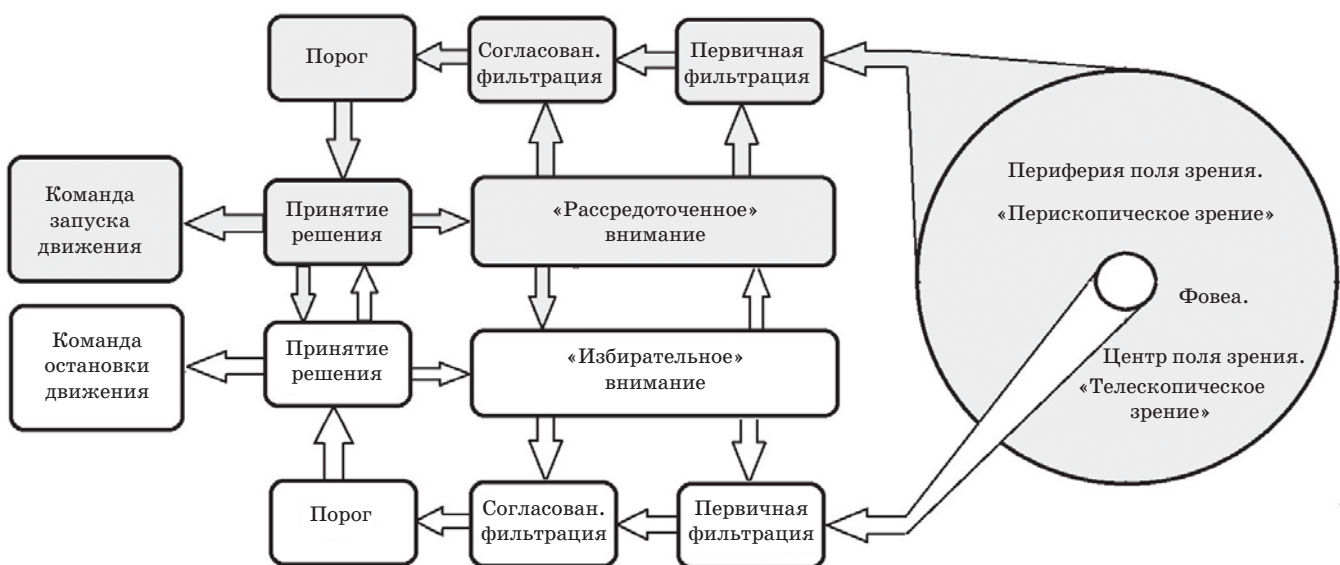 Порог
Согласован.
фильтрация
Первичная
фильтрация
Команда
запуска
движения
Принятие
решения
«Рассредоточенное»
внимание
Периферия поля зрения.
«Перископическое зрение»
Фовеа.
Центр поля зрения.
«Телескопическое
зрение»
Команда
остановки
движения
Принятие
решения
«Избирательное»
внимание
Порог
Согласован.
фильтрация
Первичная
фильтрация